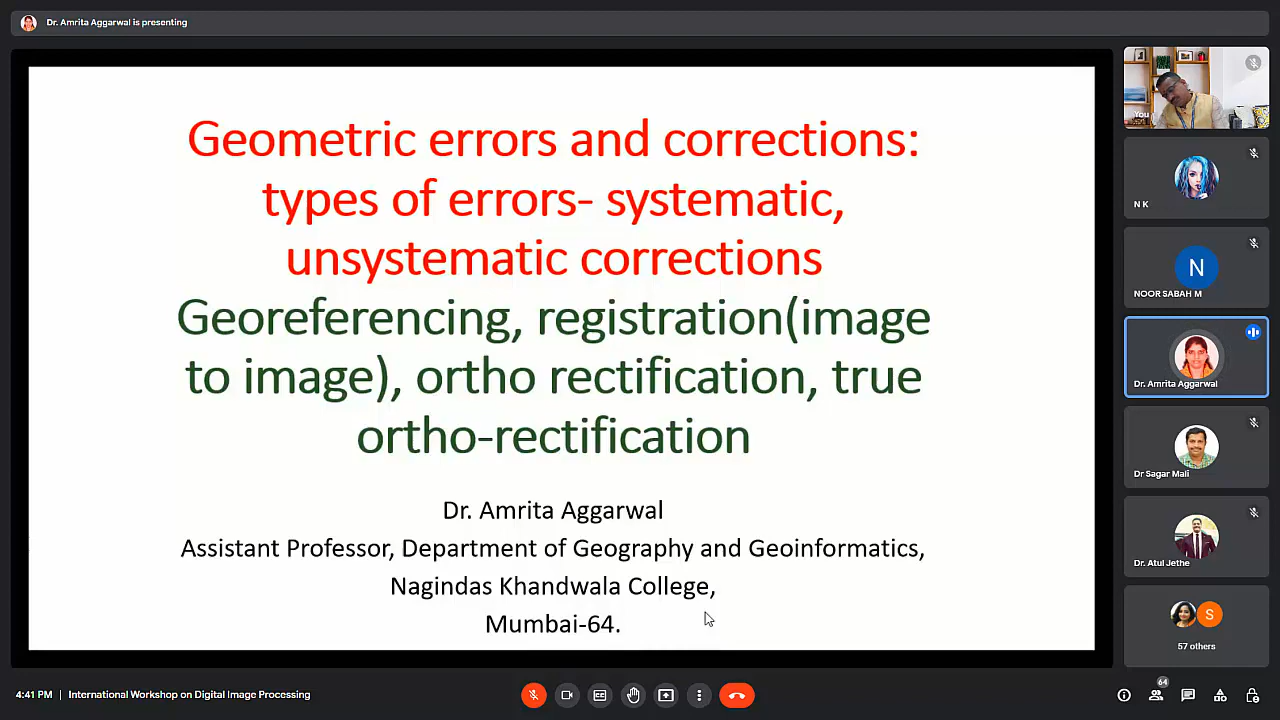 Dr. Amrita Aggarwal is presenting
Geometric errors and corrections:
types of errors- systematic,
unsystematic corrections
Georeferencing, registration(image
to image), ortho rectification, true
ortho-rectification
Dr. Amrita Aggarwal
Assistant Professor, Department of Geography and Geoinformatics,
Nagindas Khandwala College,
Mumbai-64.
You
N K
N
NOOR SABAH M
Dr. Amrita Aggarwal
Dr Sagar Mali
Dr. Atul Jethe
S
57 others
4:41 PM | International Workshop on Digital Image Processing
64